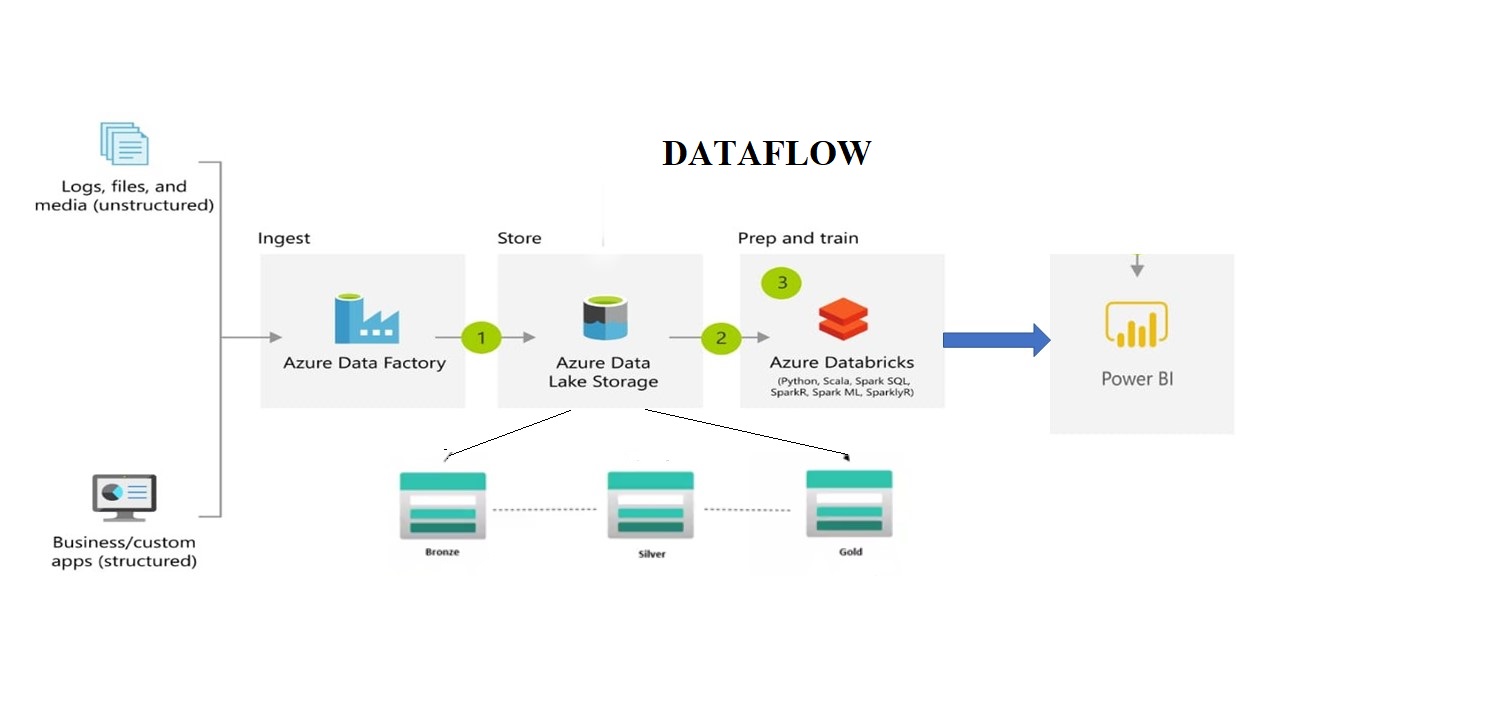 DATAFLOW
Logs, files, and
media (unstructured)
Ingest
Store
Prep and train
3
1
2
Azure Data Factory
Azure Data
Lake Storage
Azure Databricks
(Python, Scala, Spark SQL,
SparkR, Spark ML, SparklyR)
Power BI
Business/custom
apps (structured)
Bronze
Silver
Gold